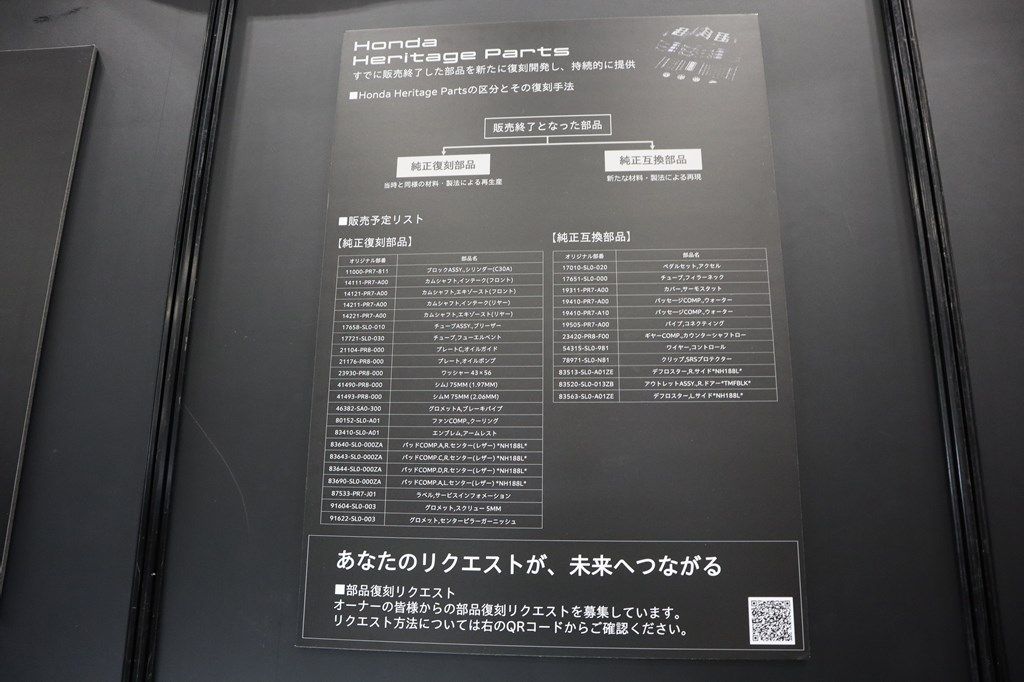 Honda
Heritage Parts
すでに販売終了した部品を新たに復刻開発し、持続的に提供
■Honda Heritage Partsの区分とその復刻手法
販売終了となった部品
純正復刻部品
当時と同様の材料・製法による再生産
純正互換部品
新たな材料・製法による再現
■販売予定リスト
【純正復刻部品】
オリジナル部番 部品名
11000-PR7-811 ブロックASSY.,シリンダー(C30A)
14111-PR7-A00 カムシャフト,インテーク(フロント)
14121-PR7-A00 カムシャフト,エキゾースト(フロント)
14211-PR7-A00 カムシャフト,インテーク(リヤー)
14221-PR7-A00 カムシャフト,エキゾースト(リヤー)
17658-SL0-010 チューブASSY.,ブリーザー
17721-SL0-030 チューブ,フューエルベント
21104-PR8-000 プレートC,オイルガイド
21176-PR8-000 プレート,オイルポンプ
23930-PR8-000 ワッシャー 43×56
41490-PR8-000 シムJ 75MM (1.97MM)
41493-PR8-000 シムM 75MM (2.06MM)
46382-SA0-300 グロメットA,ブレーキパイプ
80152-SL0-A01 ファンCOMP.,クーリング
83410-SL0-A01 エンブレム,アームレスト
83640-SL0-000ZA パッドCOMP.A,R.センター(レザー) *NH188L*
83643-SL0-000ZA パッドCOMP.C,R.センター(レザー) *NH188L*
83644-SL0-000ZA パッドCOMP.D,R.センター(レザー) *NH188L*
83690-SL0-000ZA パッドCOMP.A,L.センター(レザー) *NH188L*
87533-PR7-J01 ラベル,サービスインフォメーション
91604-SL0-003 グロメット,スクリュー 5MM
91622-SL0-003 グロメット,センターピラーガーニッシュ
【純正互換部品】
オリジナル部番 部品名
17010-SL0-020 ペダルセット,アクセル
17651-SL0-000 チューブ,フィラーネック
19311-PR7-A00 カバー,サーモスタット
19410-PR7-A00 パッセージCOMP.,ウォーター
19410-PR7-A10 パッセージCOMP.,ウォーター
19505-PR7-A00 パイプ,コネクティング
23420-PR8-F00 ギヤーCOMP.,カウンターシャフトロー
54315-SL0-981 ワイヤー,コントロール
78971-SL0-N81 クリップ,SRSプロテクター
83513-SL0-A01ZE デフロスター,R.サイド*NH188L*
83520-SL0-013ZB アウトレットASSY.,R.ドアー*TMFBLK*
83563-SL0-A01ZE デフロスター,L.サイド*NH188L*
あなたのリクエストが、未来へつながる
■部品復刻リクエスト
オーナーの皆様からの部品復刻リクエストを募集しています。
リクエスト方法については右のQRコードからご確認ください。